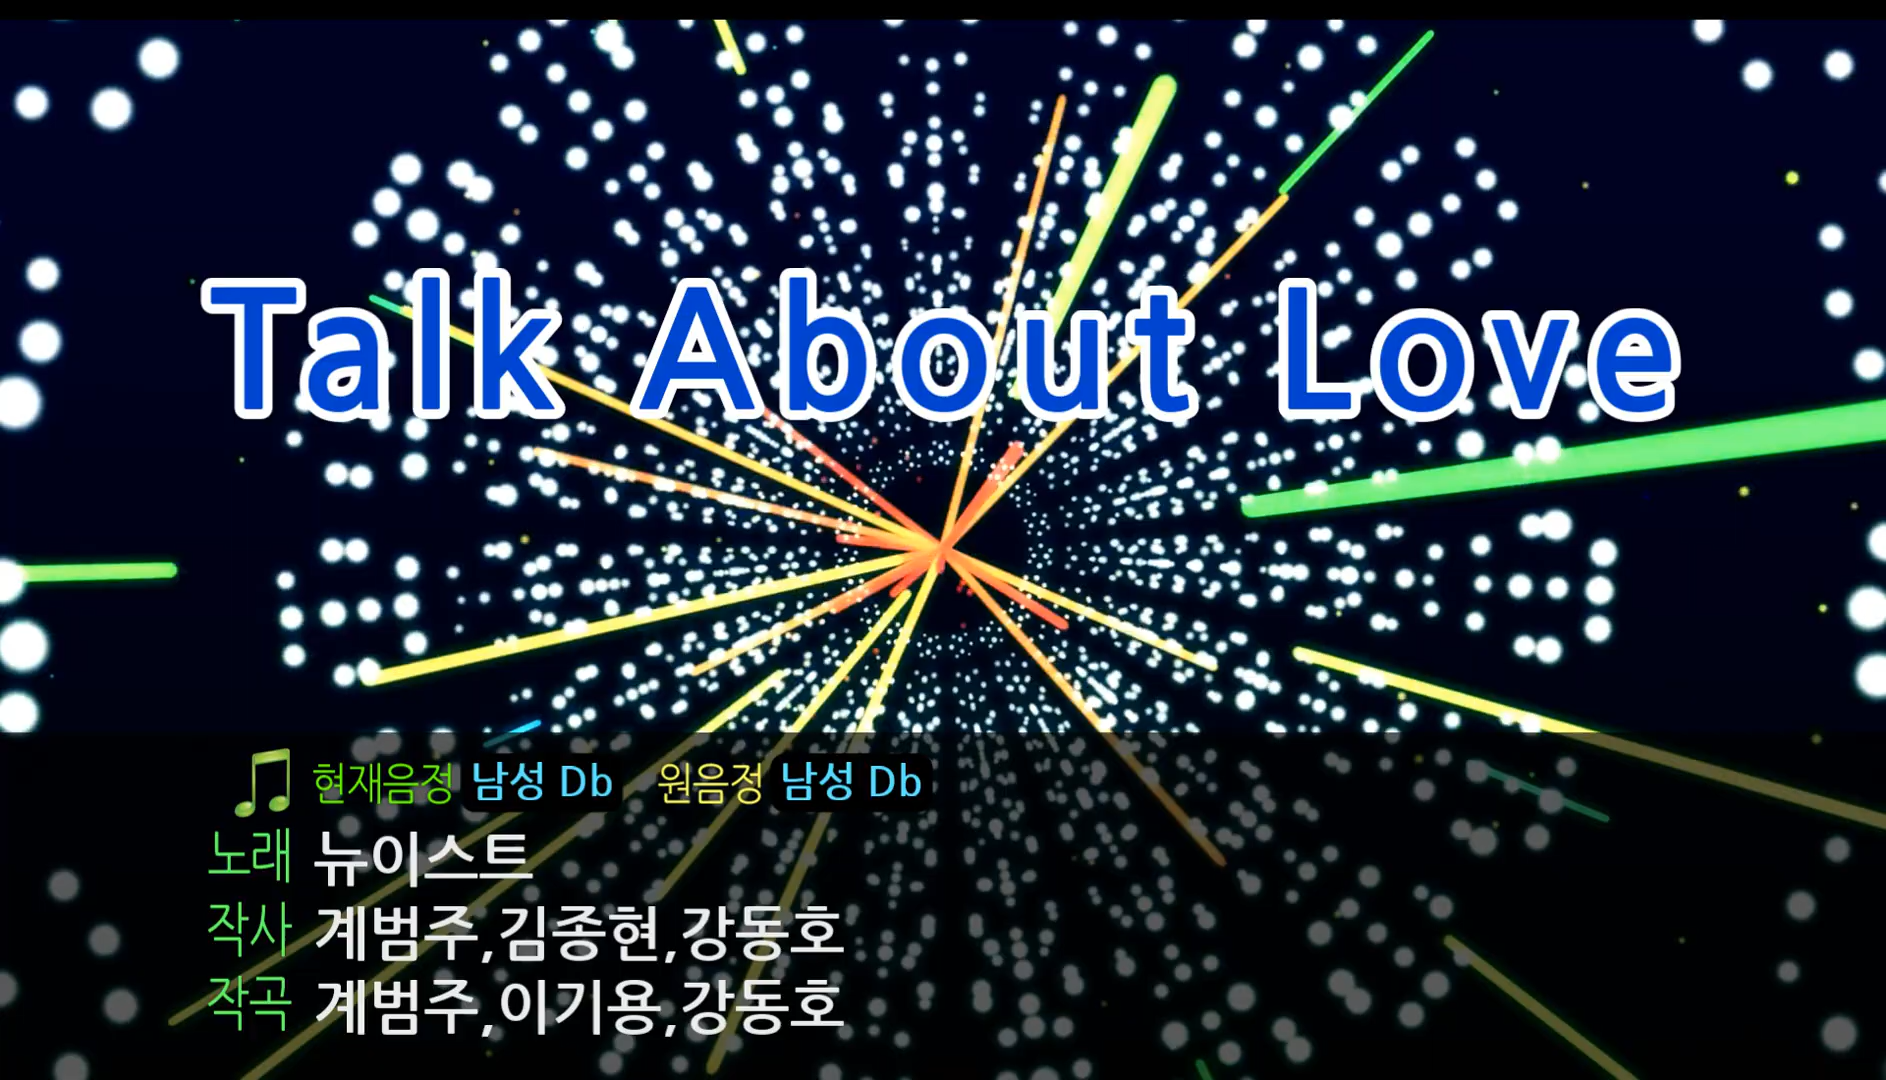 Talk About Love
현재음정 남성 Db 원음정 남성 Db
노래 뉴이스트
작사 계범주,김종현,강동호
작곡 계범주,이기용,강동호